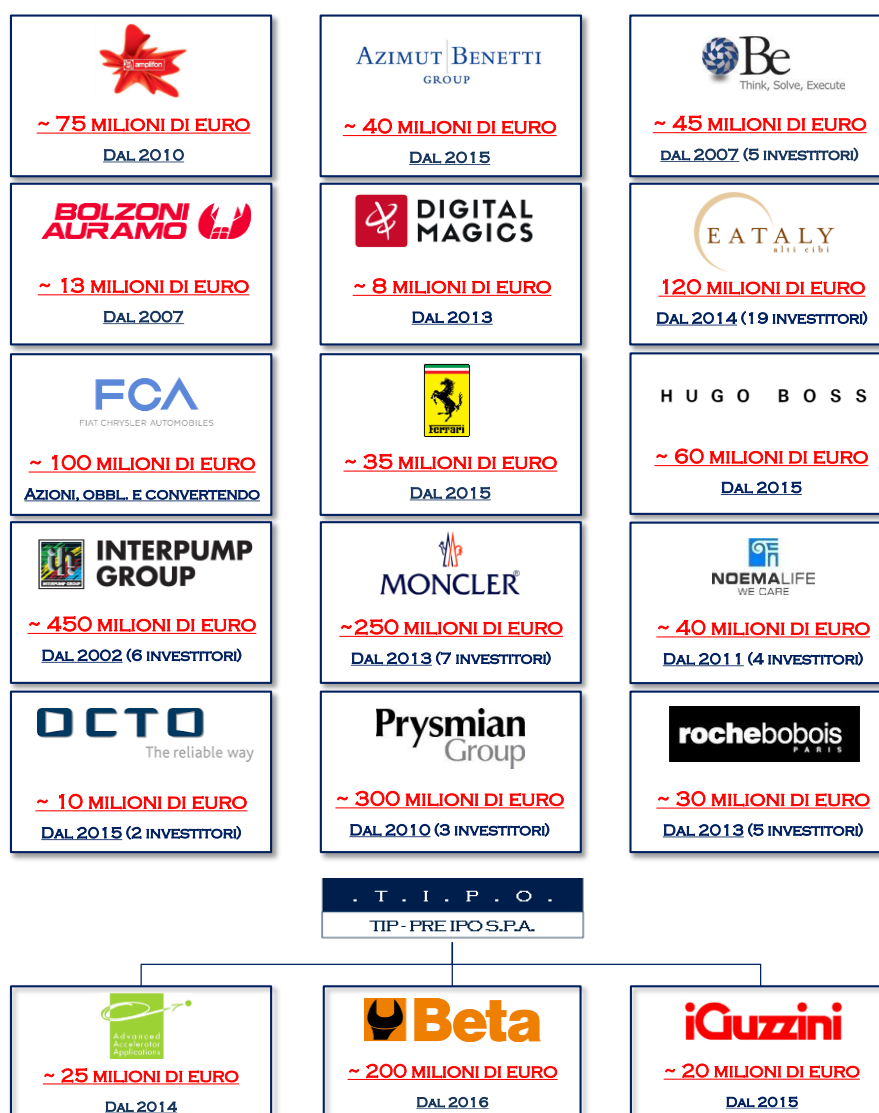 amplifon
~ 75 MILIONI DI EURO
DAL 2010
AZIMUT BENETTI
GROUP
~ 40 MILIONI DI EURO
DAL 2015
Be
Think, Solve, Execute
~ 45 MILIONI DI EURO
DAL 2007 (5 INVESTITORI)
BOLZONI
AURAMO
~ 13 MILIONI DI EURO
DAL 2007
DIGITAL
MAGICS
~ 8 MILIONI DI EURO
DAL 2013
EATALY
alti cibi
120 MILIONI DI EURO
DAL 2014 (19 INVESTITORI)
FCA
FIAT CHRYSLER AUTOMOBILES
~ 100 MILIONI DI EURO
AZIONI, OBBL. E CONVERTENDO
Ferrari
~ 35 MILIONI DI EURO
DAL 2015
HUGO BOSS
~ 60 MILIONI DI EURO
DAL 2015
INTERPUMP GROUP
INTERPUMP
GROUP
~ 450 MILIONI DI EURO
DAL 2002 (6 INVESTITORI)
MONCLER®
~250 MILIONI DI EURO
DAL 2013 (7 INVESTITORI)
NOEMALIFE
WE CARE
~ 40 MILIONI DI EURO
DAL 2011 (4 INVESTITORI)
OCTO
The reliable way
~ 10 MILIONI DI EURO
DAL 2015 (2 INVESTITORI)
Prysmian
Group
~ 300 MILIONI DI EURO
DAL 2010 (3 INVESTITORI)
rochebobois
PARIS
~ 30 MILIONI DI EURO
DAL 2013 (5 INVESTITORI)
. T . I . P . O .
TIP - PRE IPO S.P.A.
Advanced
Accelerator
Applications
~ 25 MILIONI DI EURO
DAL 2014
Beta
~ 200 MILIONI DI EURO
DAL 2016
iGuzzini
~ 20 MILIONI DI EURO
DAL 2015